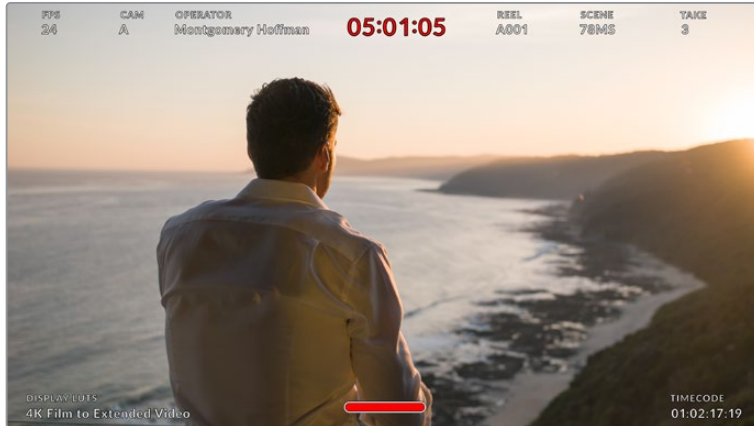 FPS CAM OPERATOR 05:01:05 REEL SCENE TAKE
24 A Montgomery Hoffman A001 78MS 3
DISPLAY LUTS TIMECODE
4K Film to Extended Video 01:02:17:19